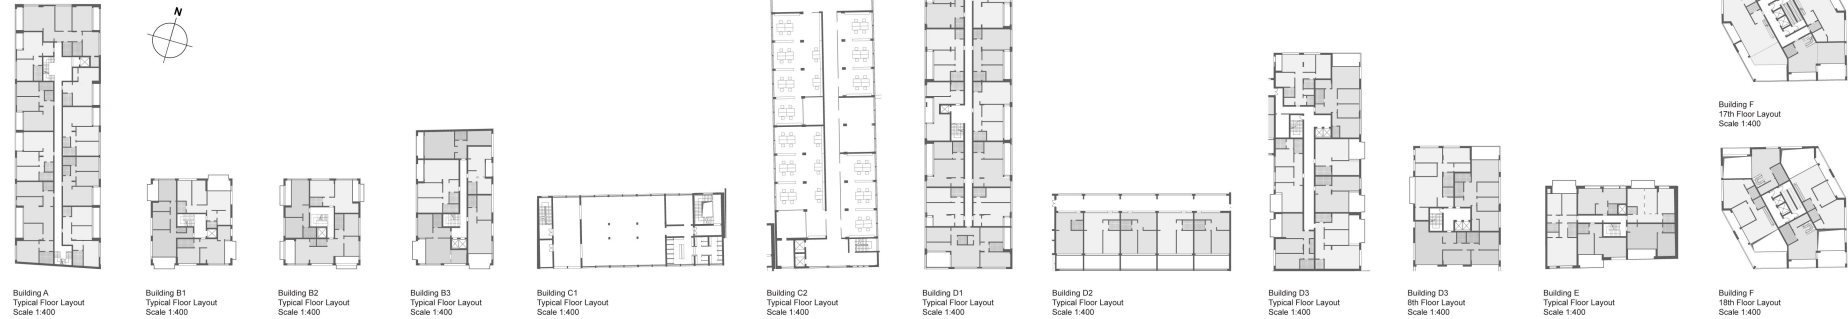 N
Building F
17th Floor Layout
Scale 1:400
Building A
Typical Floor Layout
Scale 1:400
Building B1
Typical Floor Layout
Scale 1:400
Building B2
Typical Floor Layout
Scale 1:400
Building B3
Typical Floor Layout
Scale 1:400
Building C1
Typical Floor Layout
Scale 1:400
Building C2
Typical Floor Layout
Scale 1:400
Building D1
Typical Floor Layout
Scale 1:400
Building D2
Typical Floor Layout
Scale 1:400
Building D3
Typical Floor Layout
Scale 1:400
Building D3
8th Floor Layout
Scale 1:400
Building E
Typical Floor Layout
Scale 1:400
Building F
18th Floor Layout
Scale 1:400